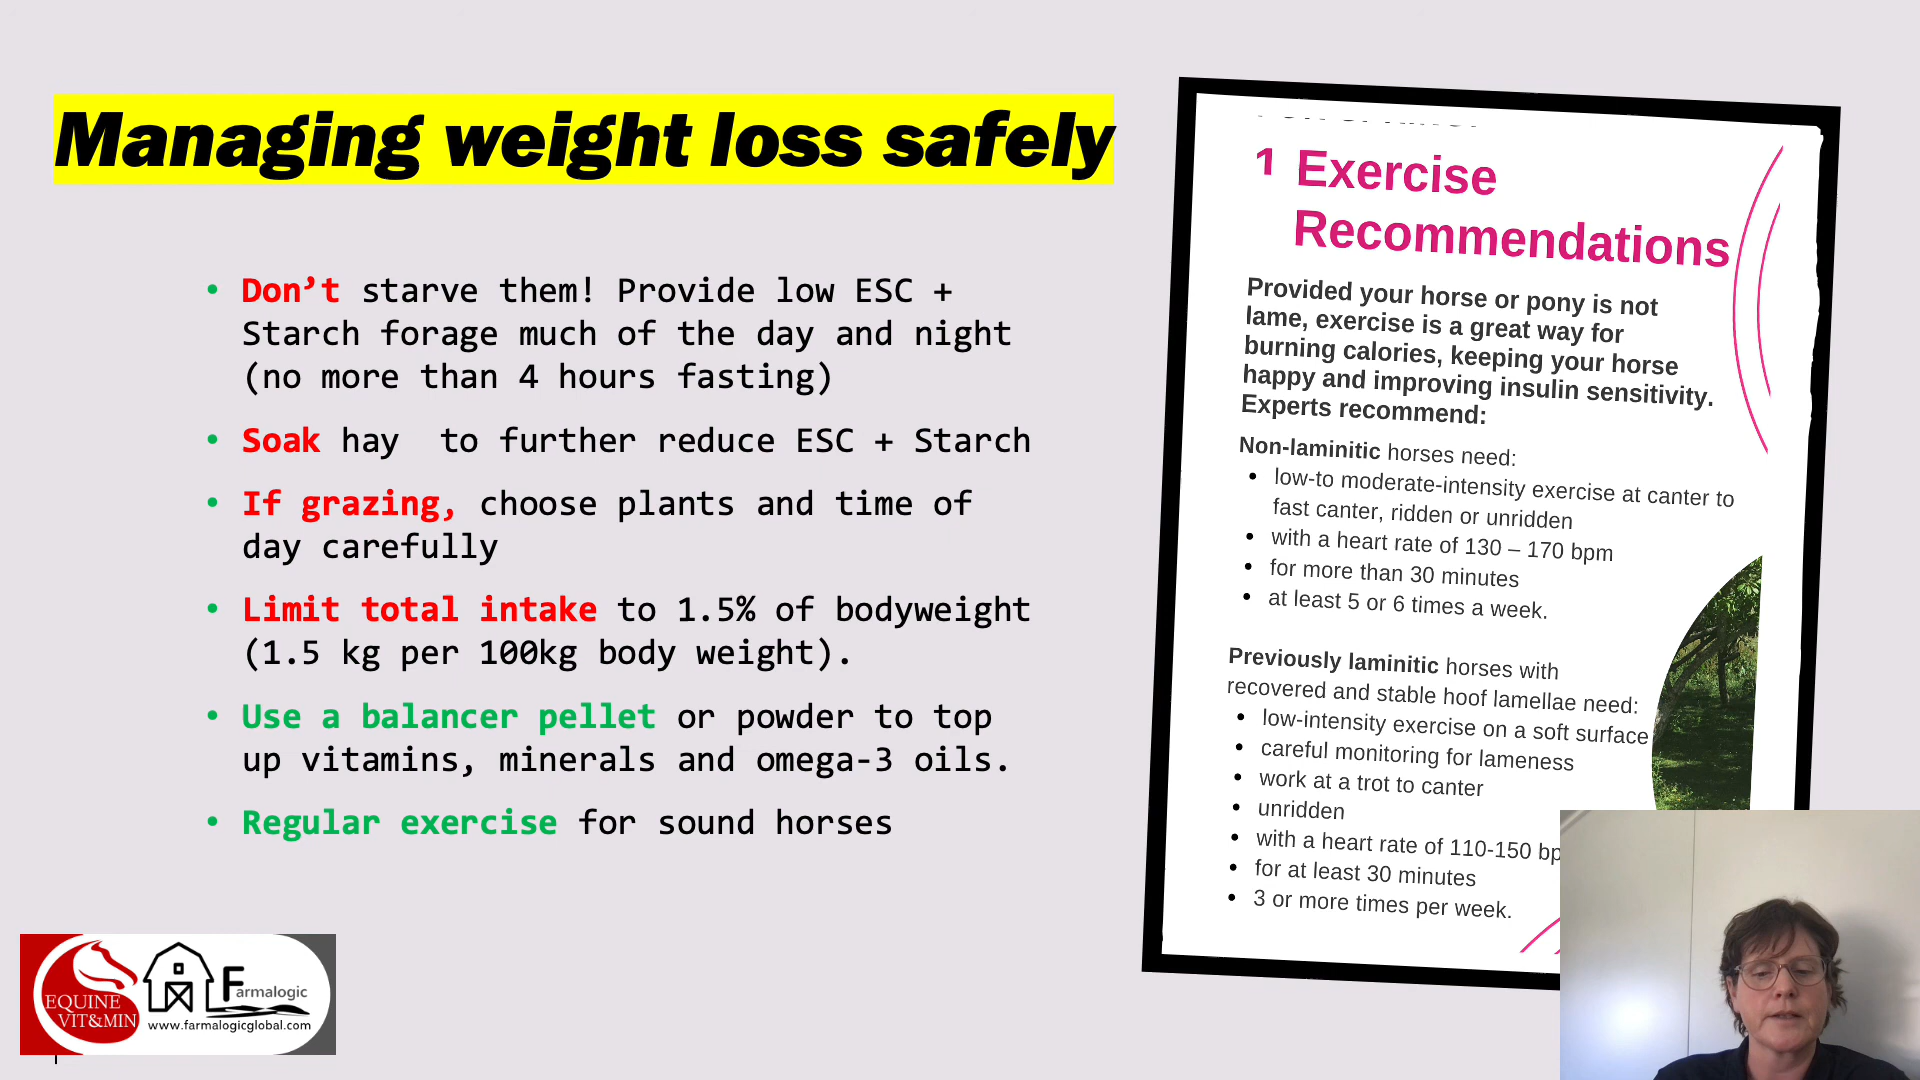 Managing weight loss safely
• Don’t starve them! Provide low ESC +
Starch forage much of the day and night
(no more than 4 hours fasting)
• Soak hay  to further reduce ESC + Starch
• If grazing, choose plants and time of
day carefully
• Limit total intake to 1.5% of bodyweight
(1.5 kg per 100kg body weight).
• Use a balancer pellet or powder to top
up vitamins, minerals and omega-3 oils.
• Regular exercise for sound horses
1 Exercise
Recommendations
Provided your horse or pony is not
lame, exercise is a great way for
burning calories, keeping your horse
happy and improving insulin sensitivity.
Experts recommend:
Non-laminitic horses need:
• low-to moderate-intensity exercise at canter to
fast canter, ridden or unridden
• with a heart rate of 130 – 170 bpm
• for more than 30 minutes
• at least 5 or 6 times a week.
Previously laminitic horses with
recovered and stable hoof lamellae need:
• low-intensity exercise on a soft surface
• careful monitoring for lameness
• work at a trot to canter
• unridden
• with a heart rate of 110-150
• for at least 30 minutes
• 3 or more times per week.
EQUINE
VIT&MIN
Farmalogic
www.farmalogicglobal.com